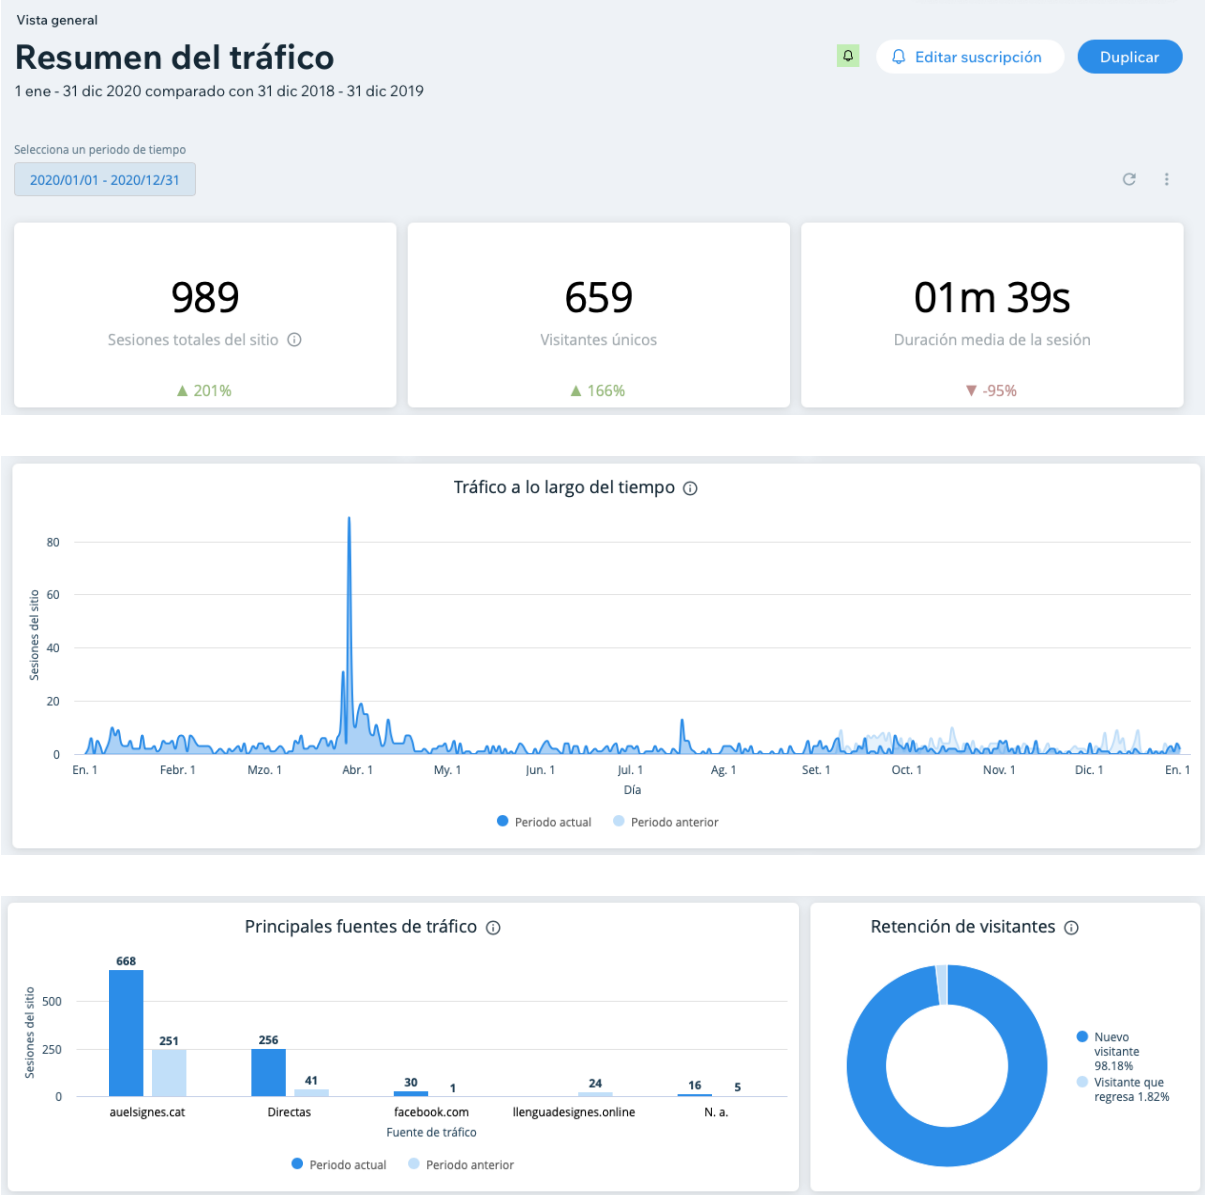 Vista general
Resumen del tráfico
Editar suscripción
Duplicar
1 ene - 31 dic 2020 comparado con 31 dic 2018 - 31 dic 2019
Selecciona un periodo de tiempo
2020/01/01 - 2020/12/31
989
659
01m 39s
Sesiones totales del sitio
Visitantes únicos
Duración media de la sesión
▲ 201%
▲ 166%
▼ -95%
Tráfico a lo largo del tiempo
Sesiones del sitio
80
60
40
20
0
En. 1
Febr. 1
Mzo. 1
Abr. 1
My. 1
Jun. 1
Jul. 1
Ag. 1
Set. 1
Oct. 1
Nov. 1
Dic. 1
En. 1
Día
Periodo actual
Periodo anterior
Principales fuentes de tráfico
Sesiones del sitio
500
250
0
668
251
256
41
30
1
24
16
5
auelsignes.cat
Directas
facebook.com
llenguadesignes.online
N. a.
Fuente de tráfico
Periodo actual
Periodo anterior
Retención de visitantes
Nuevo
visitante
98.18%
Visitante que
regresa 1.82%